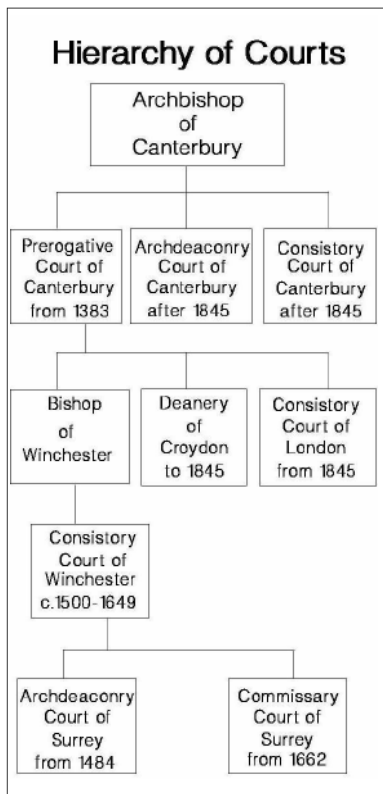 Hierarchy of Courts
Archbishop
of
Canterbury
Prerogative
Court of
Canterbury
from 1383
Archdeaconry
Court of
Canterbury
after 1845
Consistory
Court of
Canterbury
after 1845
Bishop
of
Winchester
Deanery
of
Croydon
to 1845
Consistory
Court of
London
from 1845
Consistory
Court of
Winchester
c.1500-1649
Archdeaconry
Court of
Surrey
from 1484
Commissary
Court of
Surrey
from 1662